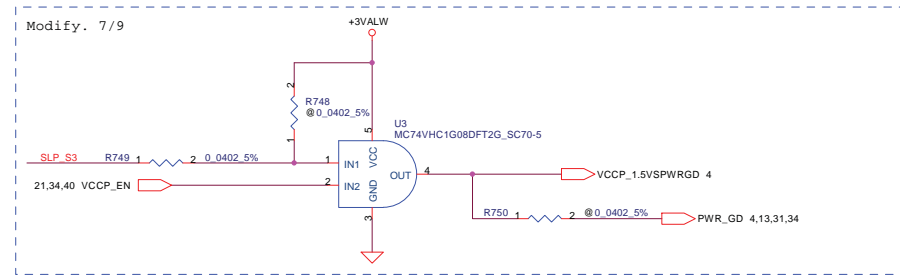 Modify. 7/9
+3VALW
2
R748
@0_0402_5%
1
U3
MC74VHC1G08DFT2G_SC70-5
5
SLP_S3 R749 1 2 0_0402_5% 1 IN1 VCC
OUT 4 VCCP_1.5VSPWRGD 4
21,34,40 VCCP_EN 2 IN2 GND
3
R750 1 2 @0_0402_5% PWR_GD 4,13,31,34